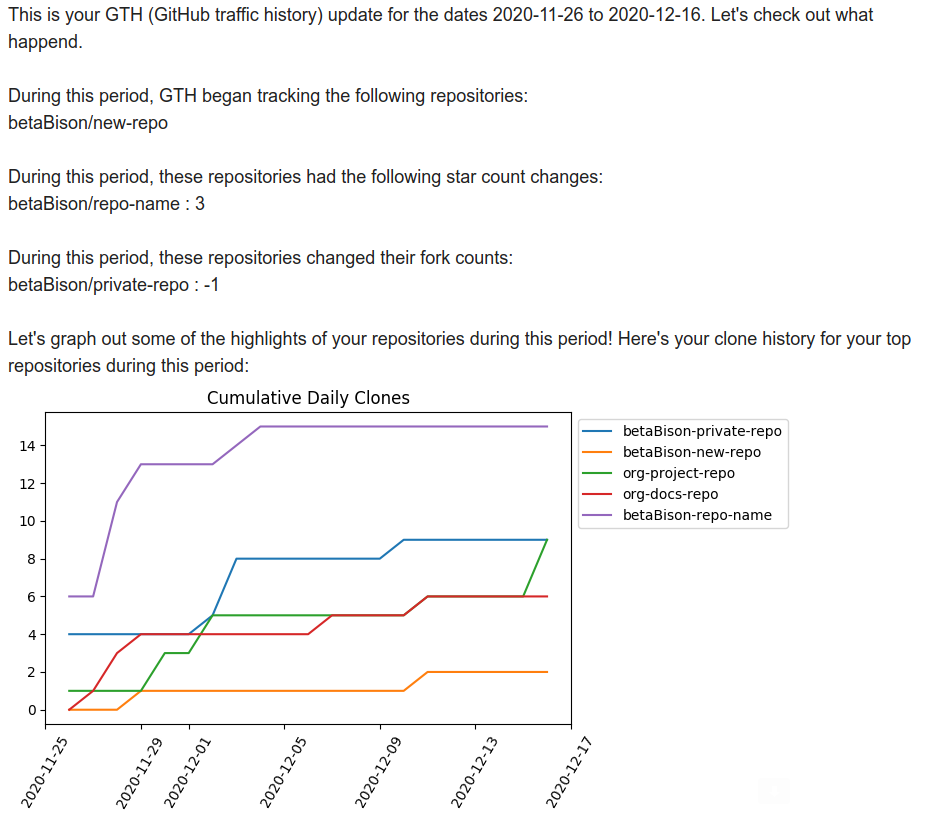 This is your GTH (GitHub traffic history) update for the dates 2020-11-26 to 2020-12-16. Let's check out what
happend.
During this period, GTH began tracking the following repositories:
betaBison/new-repo
During this period, these repositories had the following star count changes:
betaBison/repo-name : 3
During this period, these repositories changed their fork counts:
betaBison/private-repo : -1
Let's graph out some of the highlights of your repositories during this period! Here's your clone history for your top
repositories during this period:
Cumulative Daily Clones
14
12
10
8
6
4
2
0
2020-11-25
2020-11-29
2020-12-01
2020-12-05
2020-12-09
2020-12-13
2020-12-17
betaBison-private-repo
betaBison-new-repo
org-project-repo
org-docs-repo
betaBison-repo-name